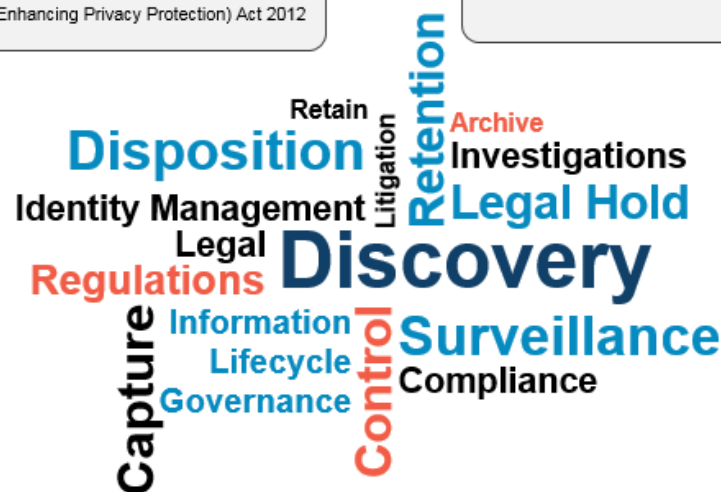 Enhancing Privacy Protection) Act 2012
Retention
Retain
Archive
Litigation
Disposition
Investigations
Identity Management
Legal Hold
Legal
Discovery
Regulations
Capture
Information
Control
Surveillance
Lifecycle
Compliance
Governance